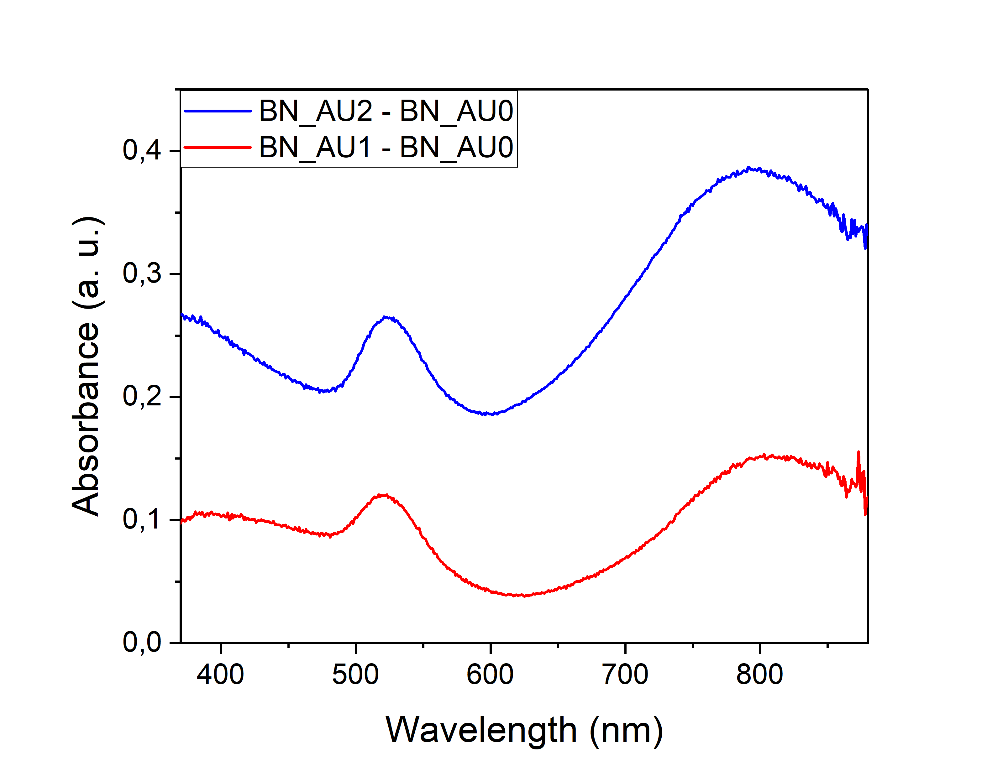 BN_AU2 - BN_AU0
BN_AU1 - BN_AU0
0,4
0,3
0,2
0,1
0,0
Absorbance (a. u.)
400 500 600 700 800
Wavelength (nm)